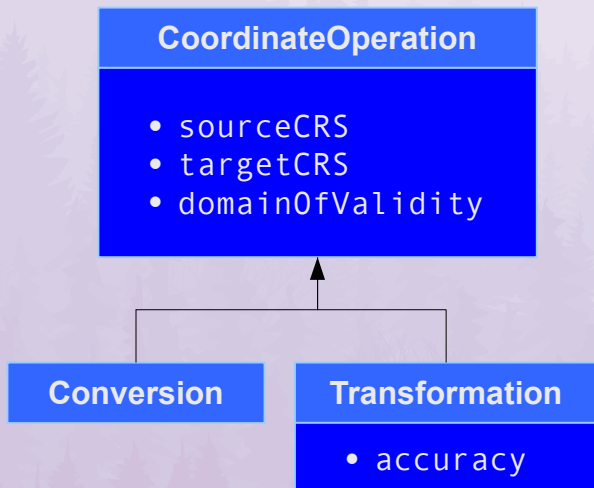 CoordinateOperation
• sourceCRS
• targetCRS
• domainOfValidity
Conversion
Transformation
• accuracy